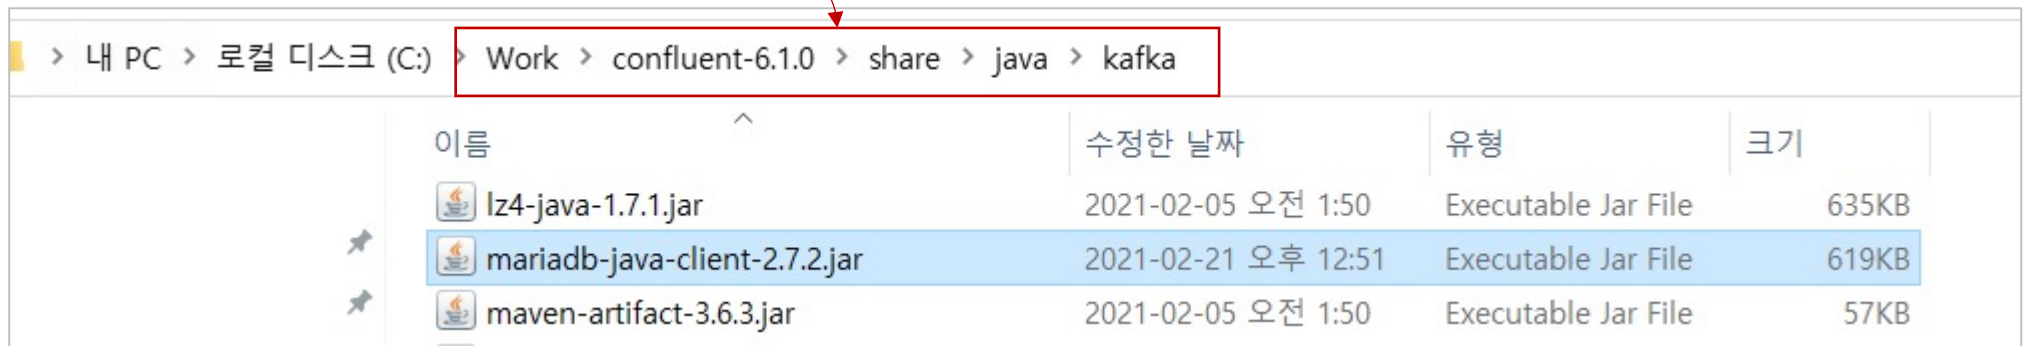 > 내 PC > 로컬 디스크 (C:) > Work > confluent-6.1.0 > share > java > kafka
이름 수정한 날짜 유형 크기
lz4-java-1.7.1.jar 2021-02-05 오전 1:50 Executable Jar File 635KB
mariadb-java-client-2.7.2.jar 2021-02-21 오후 12:51 Executable Jar File 619KB
maven-artifact-3.6.3.jar 2021-02-05 오전 1:50 Executable Jar File 57KB